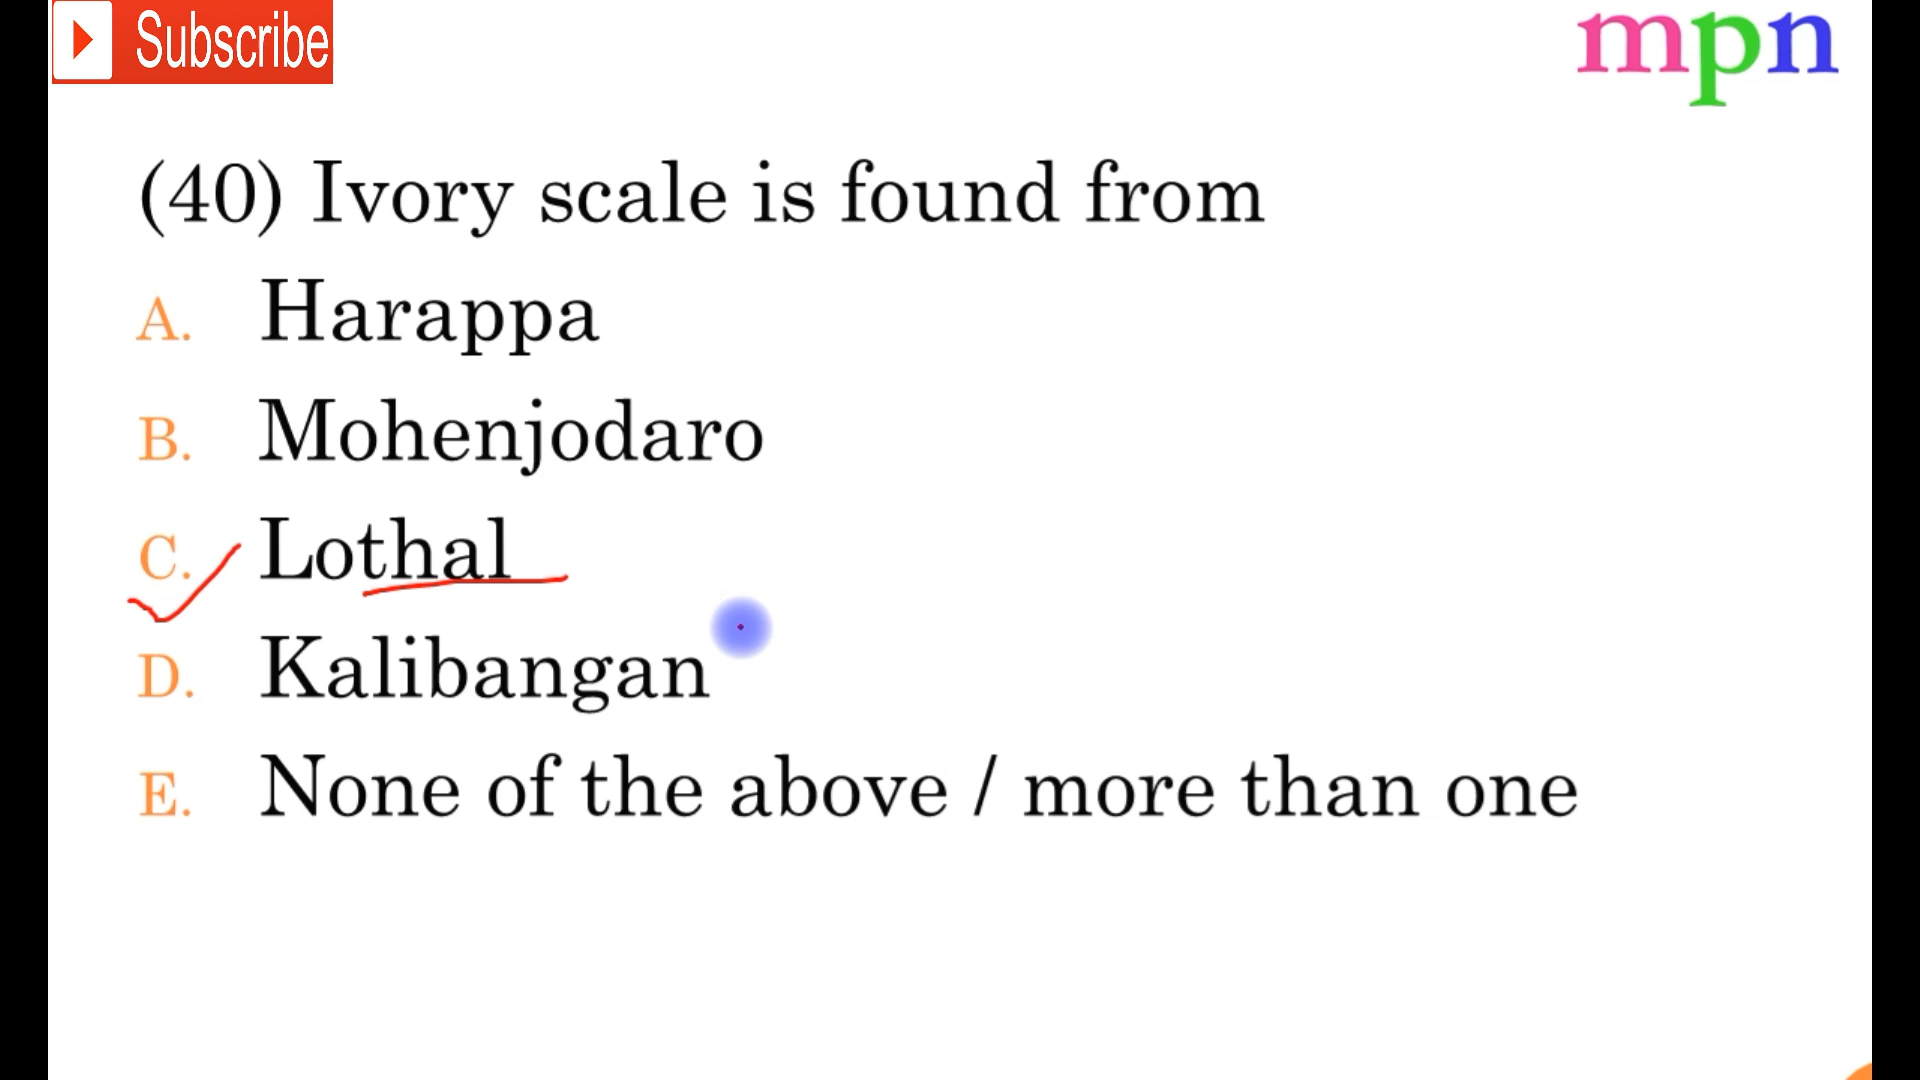 Subscribe
mpn
(40) Ivory scale is found from
A. Harappa
B. Mohenjodaro
C. Lothal
D. Kalibangan
E. None of the above / more than one